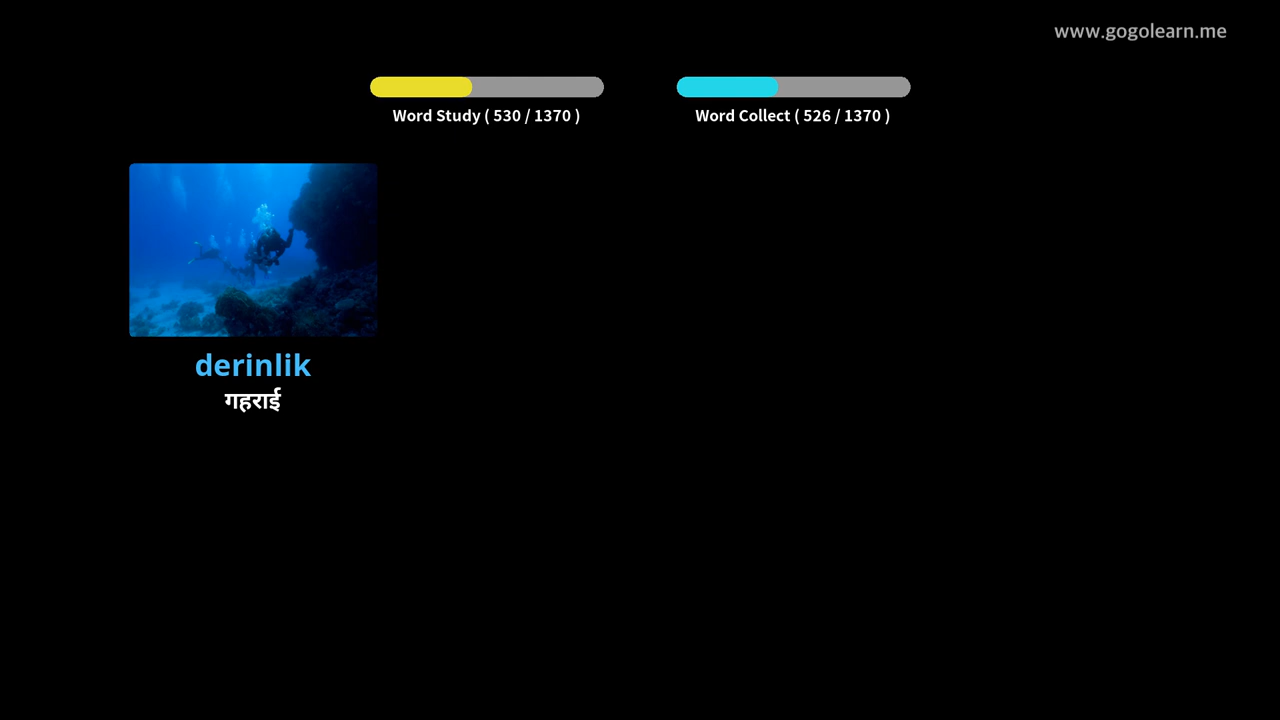 www.gogolearn.me
Word Study ( 530 / 1370 )
Word Collect ( 526 / 1370 )
derinlik
गहराई